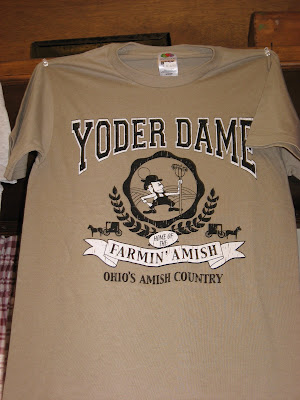 YODER DAME
HOME OF THE
FARMIN' AMISH
OHIO'S AMISH COUNTRY